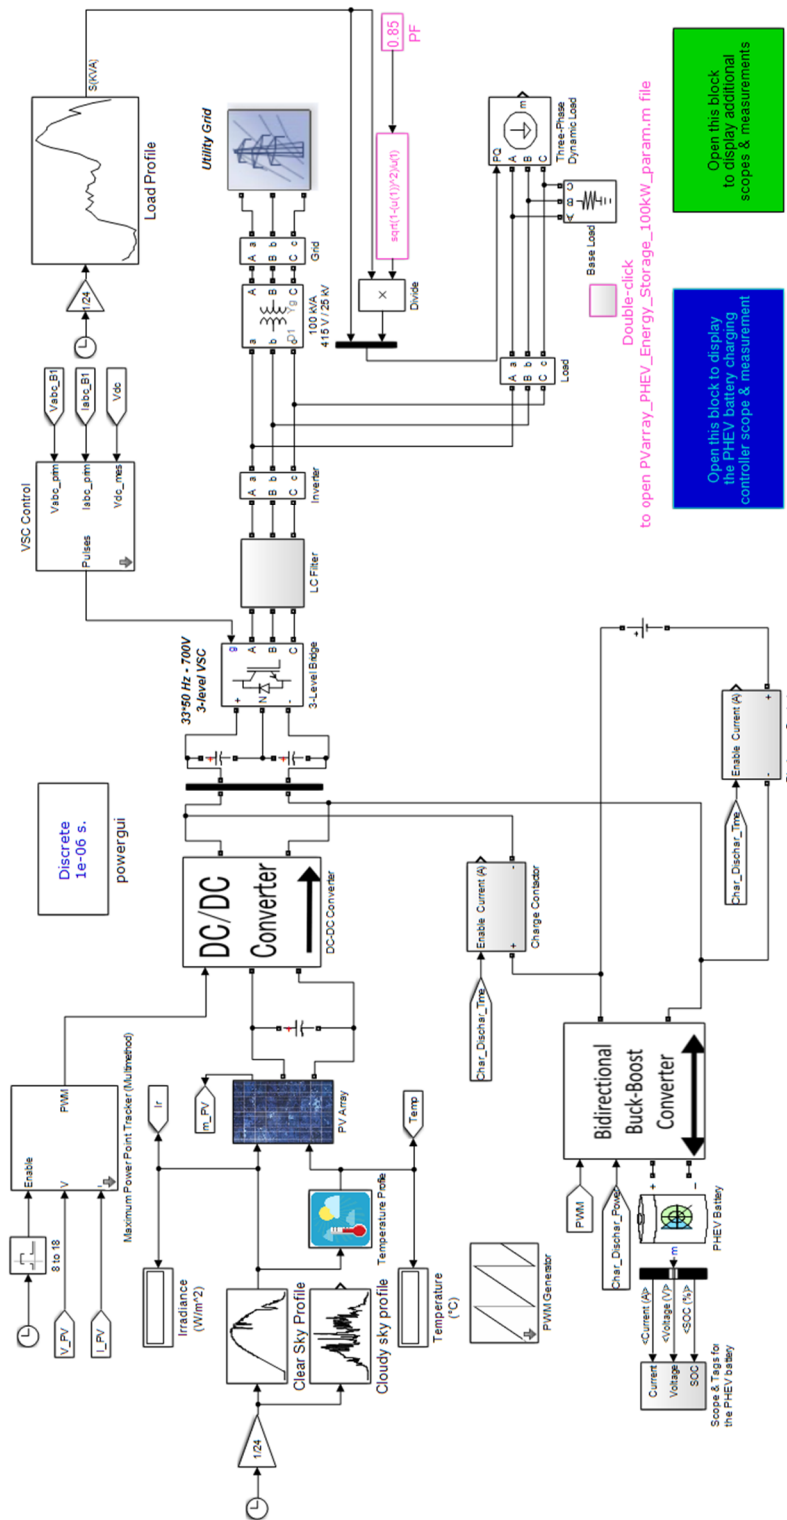 8 to 18
V_PV
I_PV
Enable
V
I
PWM
Maximum Power Point Tracker (Multimethod)
Discrete
1e-06 s.
powergui
VSC Control
Pulses
Vabc_prim
Iabc_prim
Vdc_mes
Vabc_B1
Iabc_B1
Vdc
1/24
Load Profile
S(KVA)
0.85
PF
sqrt(1-(u(1))^2)/u(1)
×
Divide
Irradiance
(W/m^2)
Ir
1/24
Clear Sky Profile
Cloudy sky profile
Temperature Profile
Temperature
(°C)
Temp
m_PV
PV Array
DC/DC
Converter
DC-DC Converter
33*50 Hz - 700V
3-level VSC
g
+
N
-
A
B
C
3-Level Bridge
LC Filter
A a
B b
C c
Inverter
a
b
c
A
B
C
D1
Yg
100 kVA
415 V / 25 kV
A a
B b
C c
Grid
Utility Grid
A a
B b
C c
Load
A
B
C
Base Load
PQ
A
B
C
m
Three-Phase
Dynamic Load
PWM Generator
PWM
Char_Dischar_Power
Bidirectional
Buck-Boost
Converter
+
−
m
PHEV Battery
<Current (A)>
<Voltage (V)>
<SOC (%)>
Current
Voltage
SOC
Scope & Tags for
the PHEV battery
Char_Dischar_Time
Enable
Current (A)
+
-
Charge Contactor
Char_Dischar_Time
Enable
Current (A)
-
+
Double-click
to open PVarray_PHEV_Energy_Storage_100kW_param.m file
Open this block to display
the PHEV battery charging
controller scope & measurement
Open this block
to display additional
scopes & measurements